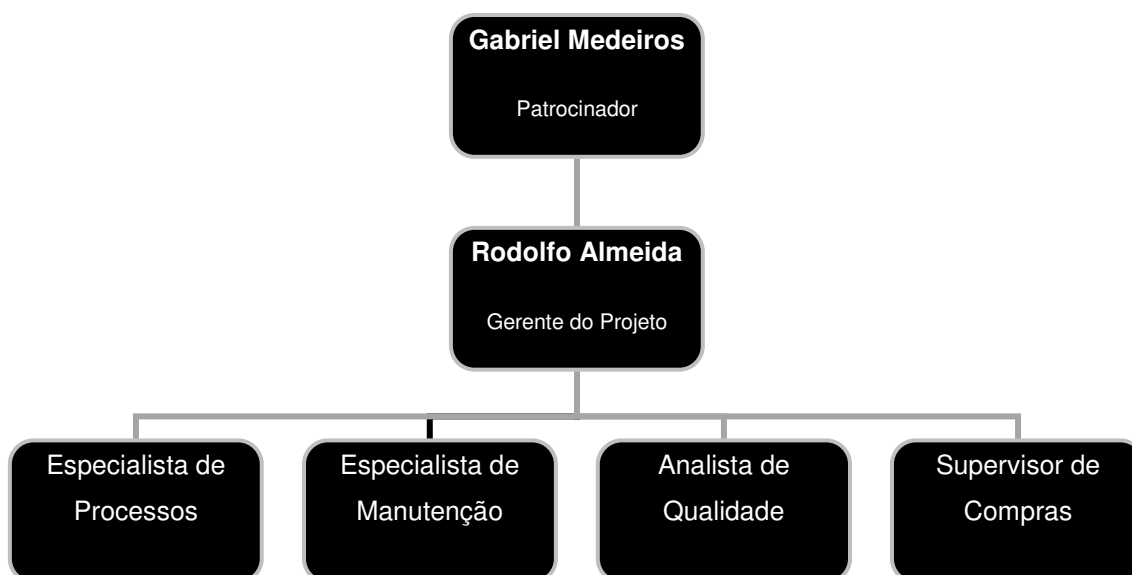 Gabriel Medeiros
Patrocinador
Rodolfo Almeida
Gerente do Projeto
Especialista de
Processos
Especialista de
Manutenção
Analista de
Qualidade
Supervisor de
Compras